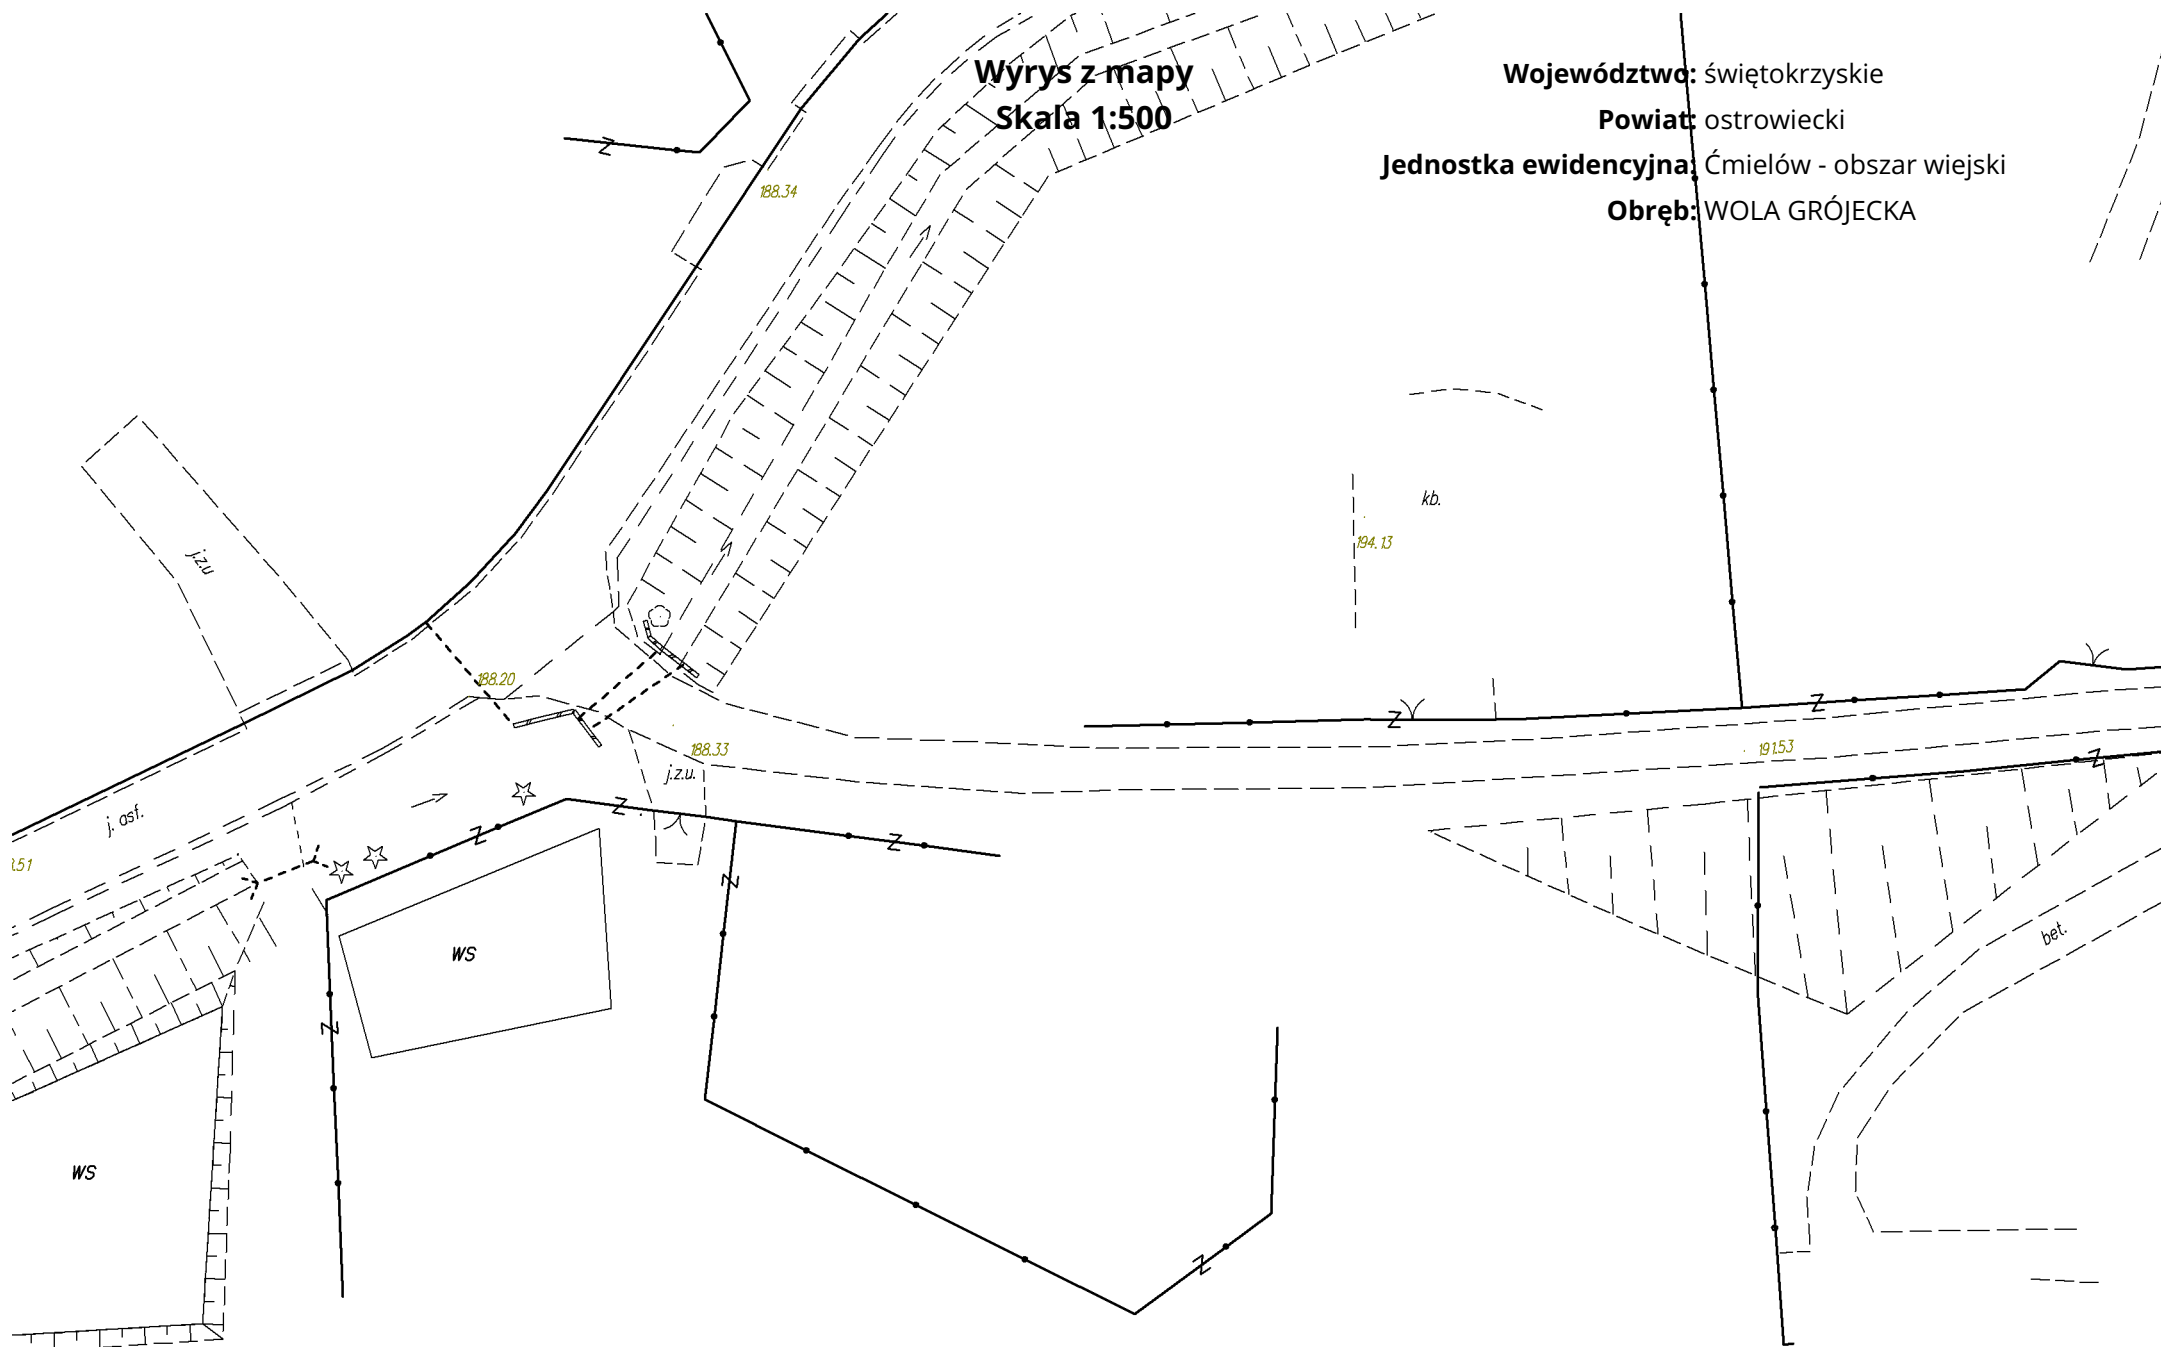 Wyrys z mapy
Skala 1:500
Województwo: świętokrzyskie
Powiat: ostrowiecki
Jednostka ewidencyjna: Ćmielów - obszar wiejski
Obręb: WOLA GRÓJECKA
188.34
kb.
194.13
j.z.u
188.20
188.33
191.53
j.z.u.
j. asf.
bet.
ws
ws